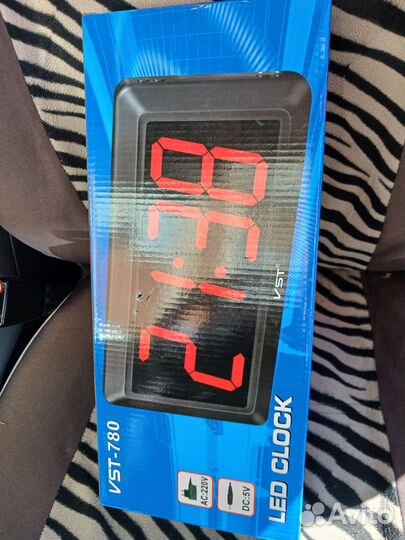 21:38
VST
VST-780
AC:220V
DC:5V
LED CLOCK
Avito